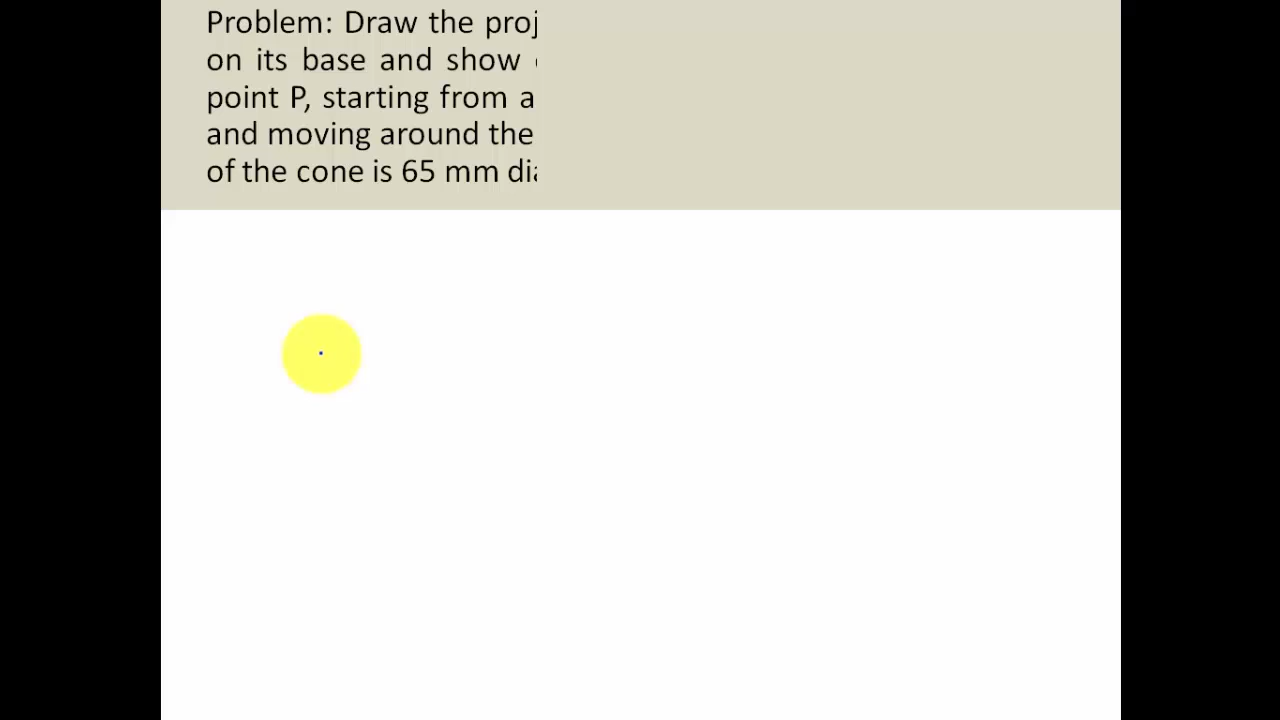 Problem: Draw the
on its base and show
point P, starting from a
and moving around the
of the cone is 65 mm